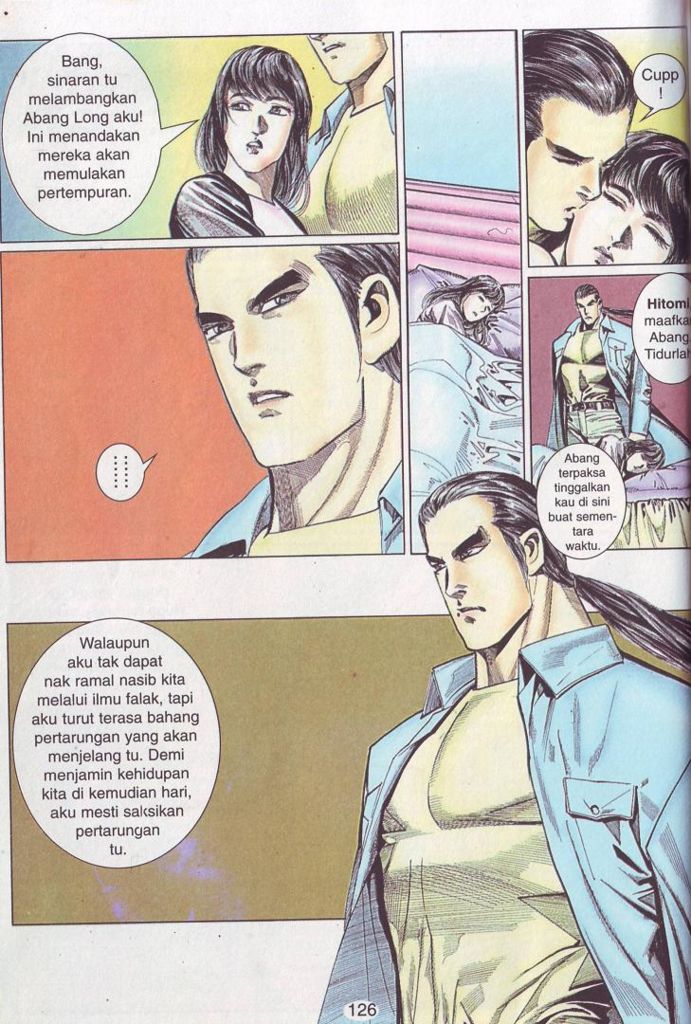 Bang,
sinaran tu
melambangkan
Abang Long aku!
Ini menandakan
mereka akan
memulakan
pertempuran.
Cupp
!
......
Hitomi
maafka
Abang
Tidurla
Abang
terpaksa
tinggalkan
kau di sini
buat semen-
tara
waktu.
Walaupun
aku tak dapat
nak ramal nasib kita
melalui ilmu falak, tapi
aku turut terasa bahang
pertarungan yang akan
menjelang tu. Demi
menjamin kehidupan
kita di kemudian hari,
aku mesti saksikan
pertarungan
tu.
126